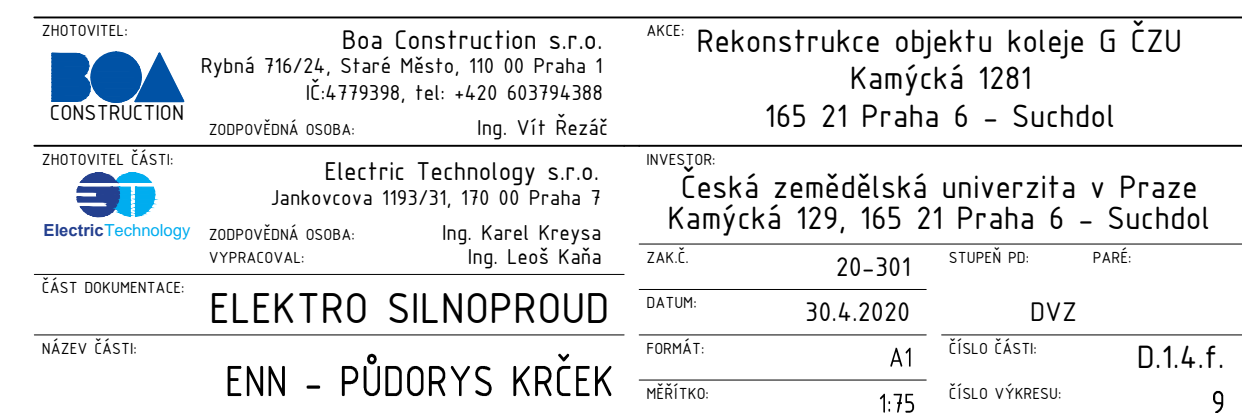 ZHOTOVITEL:
BOA
CONSTRUCTION
Boa Construction s.r.o.
Rybná 716/24, Staré Město, 110 00 Praha 1
IČ:4779398, tel: +420 603794388
ZODPOVĚDNÁ OSOBA: Ing. Vít Řezáč
AKCE: Rekonstrukce objektu koleje G ČZU
Kamýcká 1281
165 21 Praha 6 - Suchdol
ZHOTOVITEL ČÁSTI:
ET
ElectricTechnology
Electric Technology s.r.o.
Jankovcova 1193/31, 170 00 Praha 7
ZODPOVĚDNÁ OSOBA: Ing. Karel Kreysa
VYPRACOVAL: Ing. Leoš Kaňa
INVESTOR:
Česká zemědělská univerzita v Praze
Kamýcká 129, 165 21 Praha 6 - Suchdol
ČÁST DOKUMENTACE:
ELEKTRO SILNOPROUD
NÁZEV ČÁSTI:
ENN - PŮDORYS KRČEK
ZAK.Č. 20-301
STUPEŇ PD: PARÉ:
DATUM: 30.4.2020
DVZ
FORMÁT: A1
ČÍSLO ČÁSTI: D.1.4.f.
MĚŘÍTKO: 1:75
ČÍSLO VÝKRESU: 9